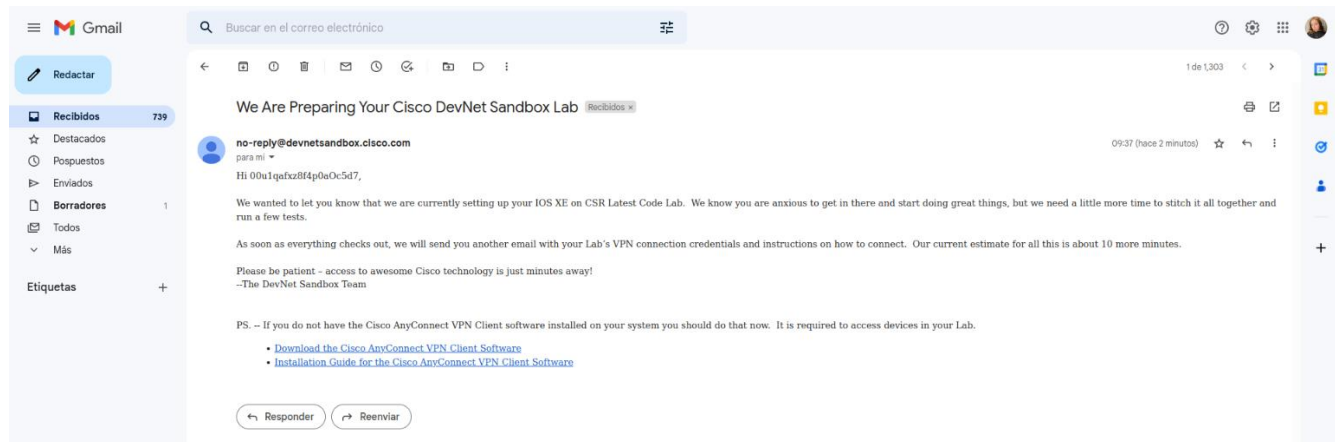 Gmail
Buscar en el correo electrónico
Redactar
1 de 1,303
Recibidos 739
Destacados
Pospuestos
Enviados
Borradores 1
Todos
Más
Etiquetas +
We Are Preparing Your Cisco DevNet Sandbox Lab Recibidos ×
no-reply@devnetsandbox.cisco.com 09:37 (hace 2 minutos)
para mí
Hi 00u1qafxz8f4p0aOc5d7,
We wanted to let you know that we are currently setting up your IOS XE on CSR Latest Code Lab. We know you are anxious to get in there and start doing great things, but we need a little more time to stitch it all together and
run a few tests.
As soon as everything checks out, we will send you another email with your Lab's VPN connection credentials and instructions on how to connect. Our current estimate for all this is about 10 more minutes.
Please be patient – access to awesome Cisco technology is just minutes away!
--The DevNet Sandbox Team
PS. -- If you do not have the Cisco AnyConnect VPN Client software installed on your system you should do that now. It is required to access devices in your Lab.
• Download the Cisco AnyConnect VPN Client Software
• Installation Guide for the Cisco AnyConnect VPN Client Software
Responder
Reenviar